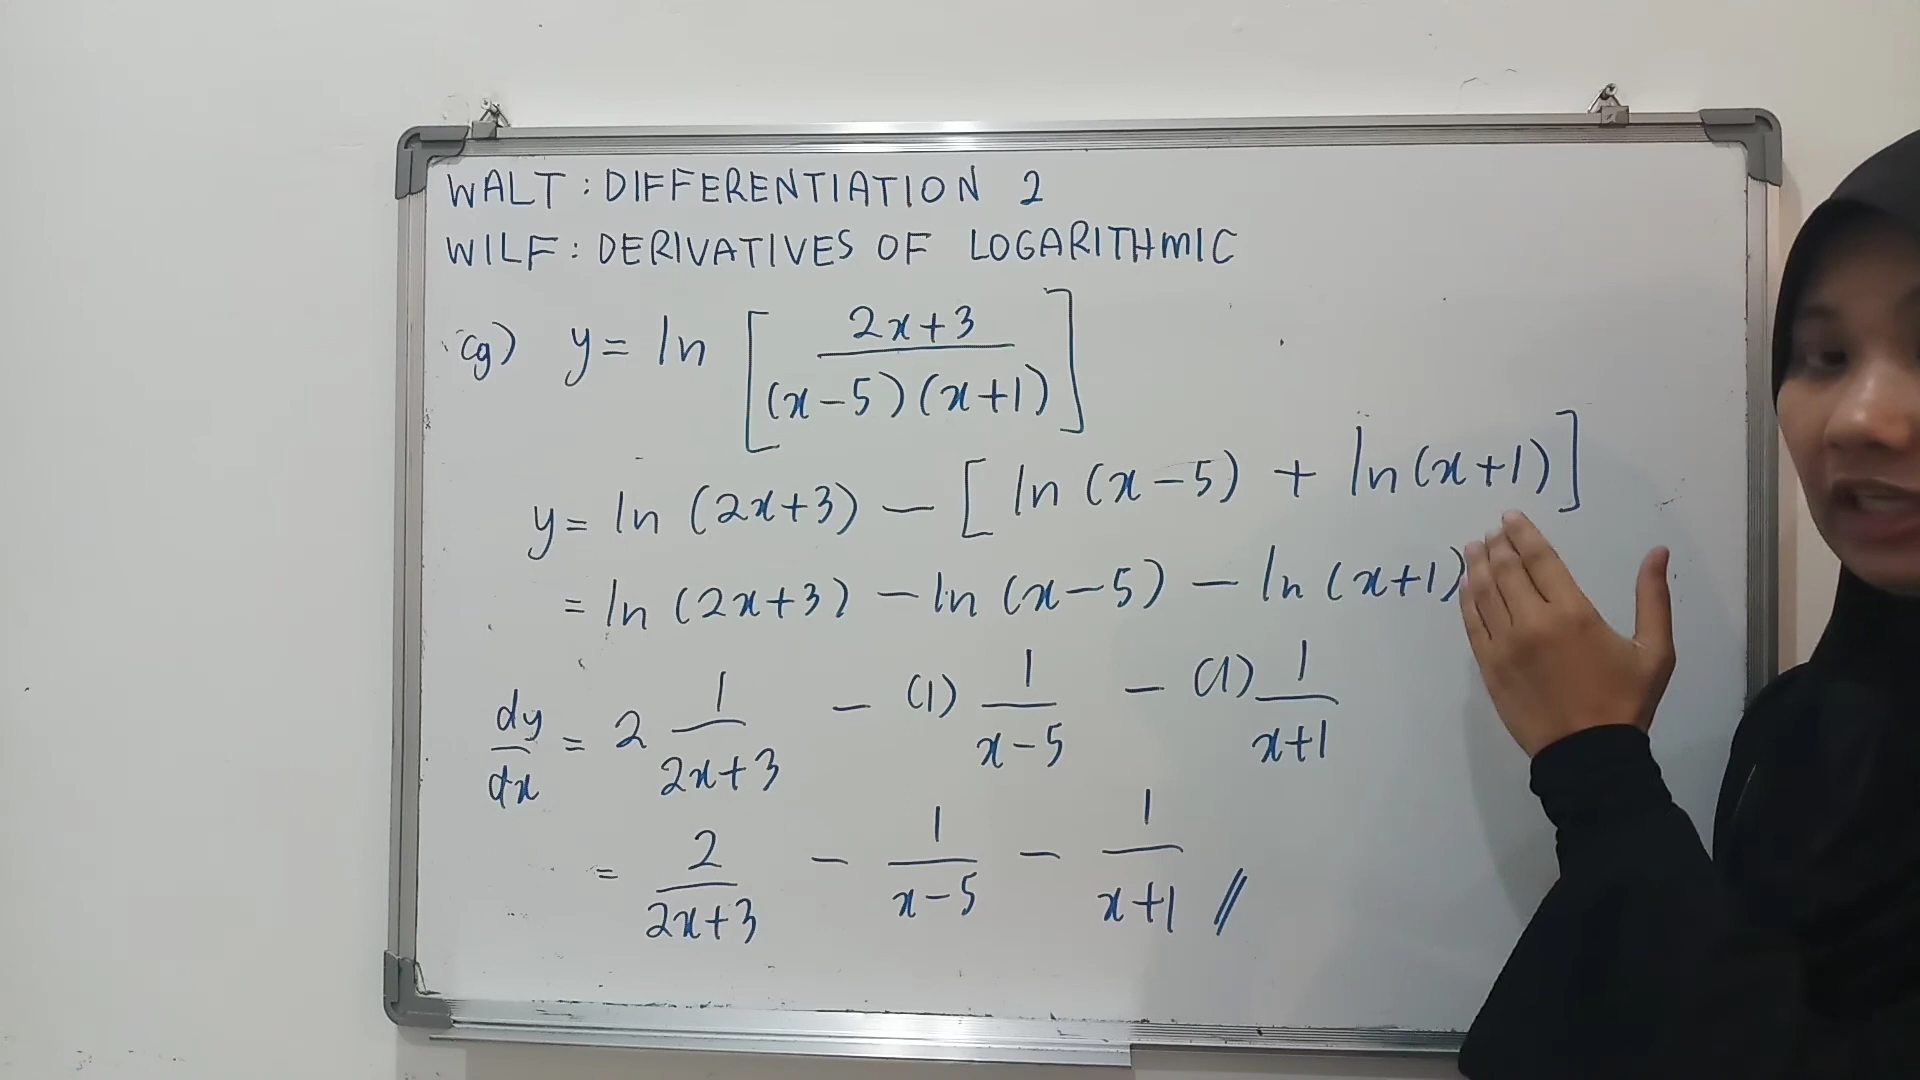 WALT : DIFFERENTIATION 2
WILF : DERIVATIVES OF LOGARITHMIC
(g) y = ln [ (2x+3) / ((x-5)(x+1)) ]
y = ln (2x+3) - [ ln (x-5) + ln (x+1) ]
= ln (2x+3) - ln (x-5) - ln (x+1)
dy/dx = 2 1/(2x+3) - (1) 1/(x-5) - (1) 1/(x+1)
= 2/(2x+3) - 1/(x-5) - 1/(x+1) //